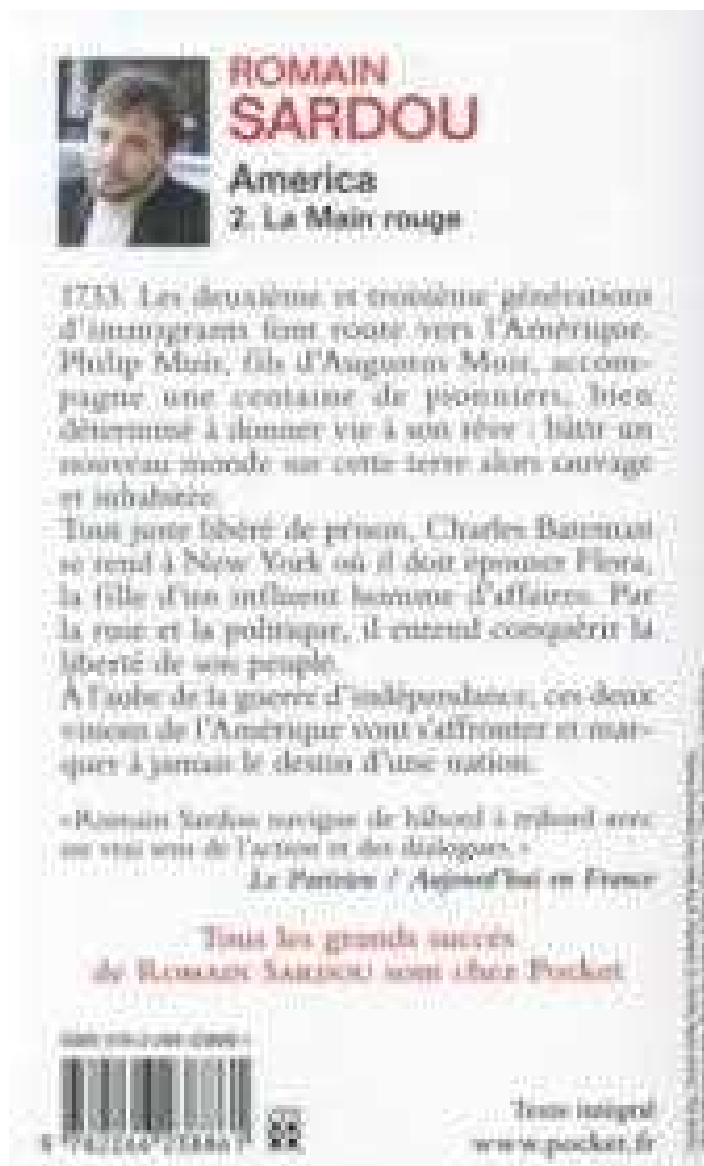 ROMAIN
SARDOU
America
2. La Main rouge
1733. Les deuxième et troisième générations
d'immigrants font route vers l'Amérique.
Philip Muir, fils d'Augustus Muir, accom-
pagne une centaine de pionniers, bien
déterminé à donner vie à son rêve : bâtir un
nouveau monde sur cette terre alors sauvage
et inhabitée.
Tout juste libéré de prison, Charles Bateman
se rend à New York où il doit épouser Flora,
la fille d'un influent homme d'affaires. Par
la ruse et la politique, il entend conquérir la
liberté de son peuple.
À l'aube de la guerre d'indépendance, ces deux
visions de l'Amérique vont s'affronter et mar-
quer à jamais le destin d'une nation.
«Romain Sardou navigue de bâbord à tribord avec
un vrai sens de l'action et des dialogues.»
Le Parisien / Aujourd'hui en France
Tous les grands succès
de ROMAIN SARDOU sont chez Pocket
Texte intégral
www.pocket.fr